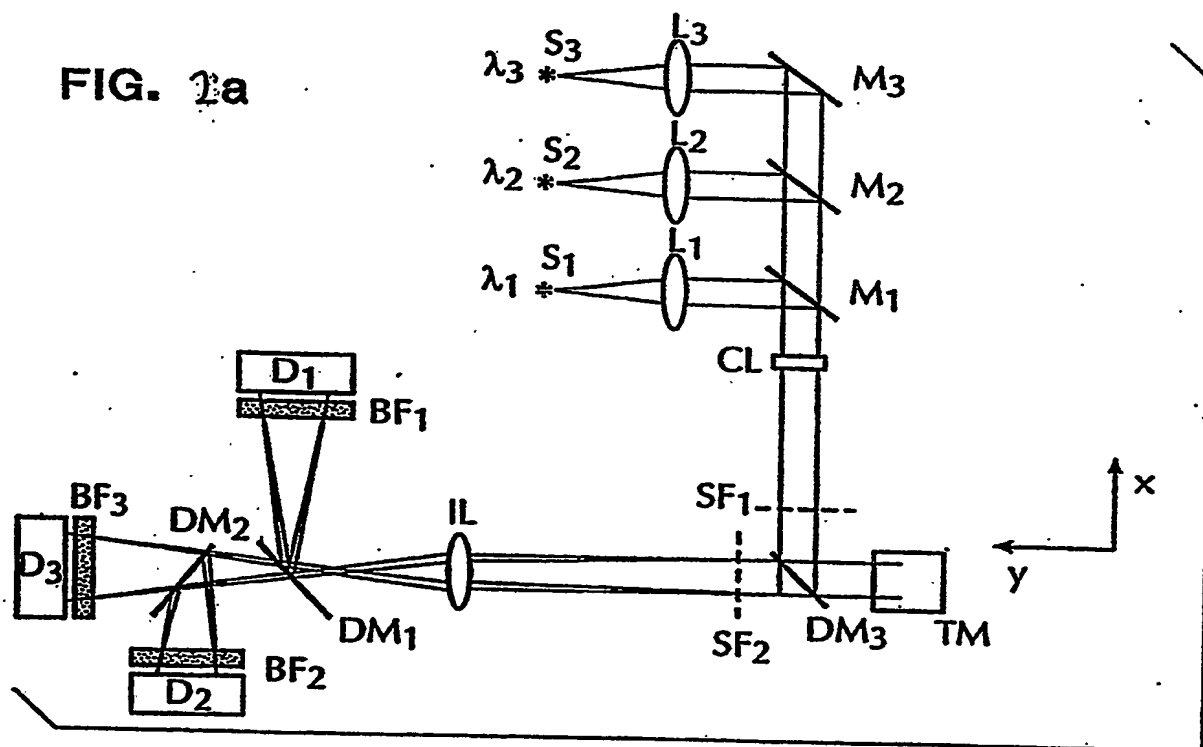 FIG. 2a
L3
λ3 * S3
M3
L2
λ2 * S2
M2
L1
λ1 * S1
M1
CL
D1
BF1
SF1
x
BF3
DM2
IL
D3
y
DM1
SF2
DM3
TM
BF2
D2